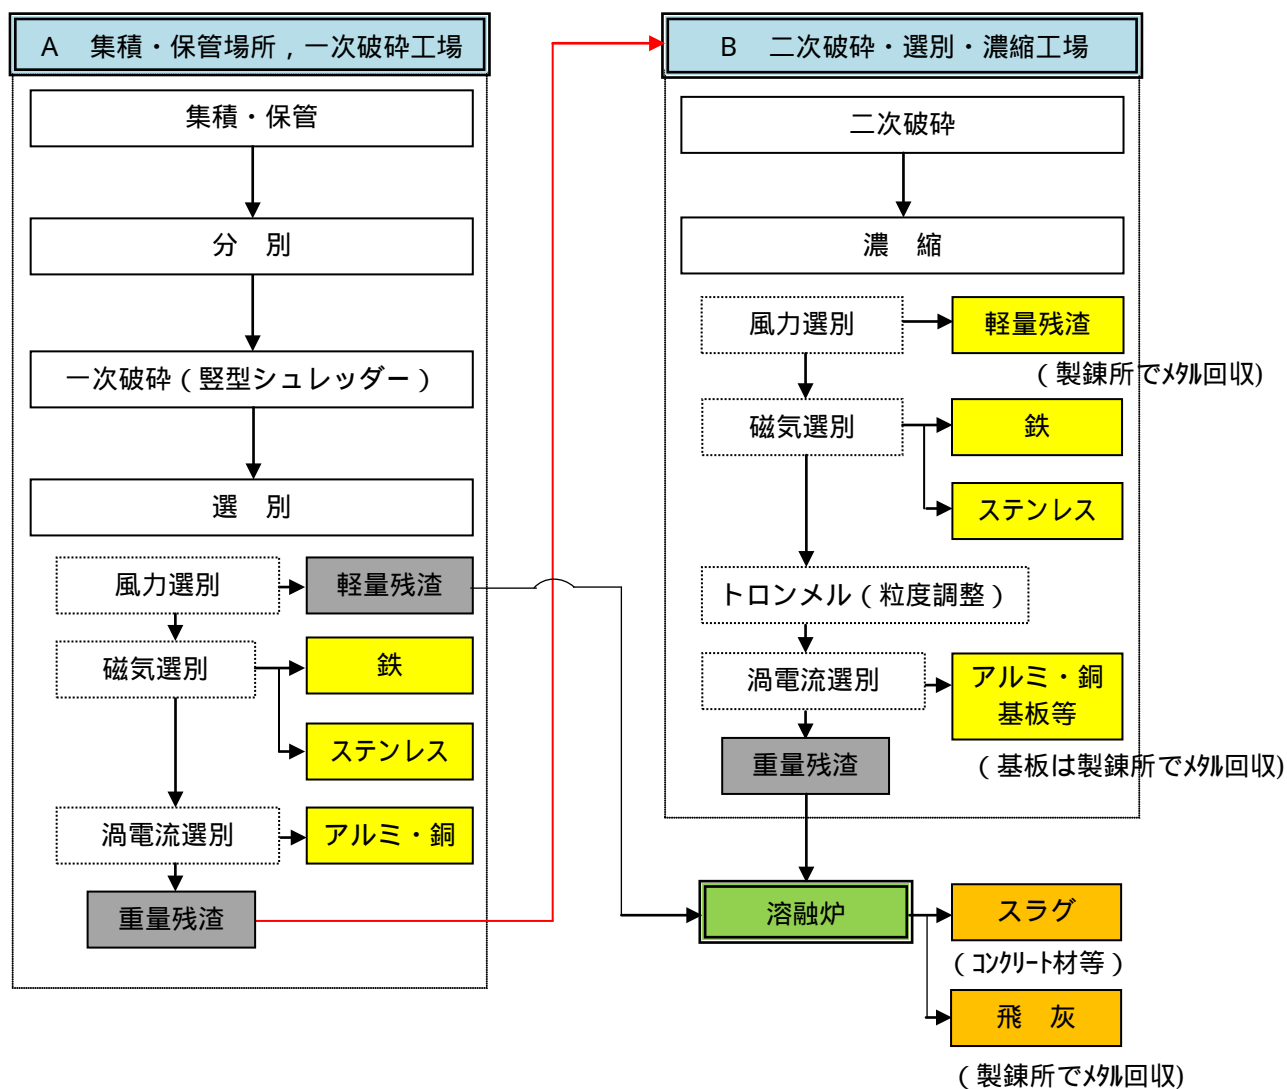 A　集積・保管場所，一次破砕工場
集積・保管
分　別
一次破砕（竪型シュレッダー）
選　別
風力選別
軽量残渣
磁気選別
鉄
ステンレス
渦電流選別
アルミ・銅
重量残渣
B　二次破砕・選別・濃縮工場
二次破砕
濃　縮
風力選別
軽量残渣
（製錬所でﾒﾀﾙ回収)
磁気選別
鉄
ステンレス
トロンメル（粒度調整）
渦電流選別
アルミ・銅
基板等
（基板は製錬所でﾒﾀﾙ回収)
重量残渣
溶融炉
スラグ
（ｺﾝｸﾘｰﾄ材等）
飛　灰
（製錬所でﾒﾀﾙ回収)